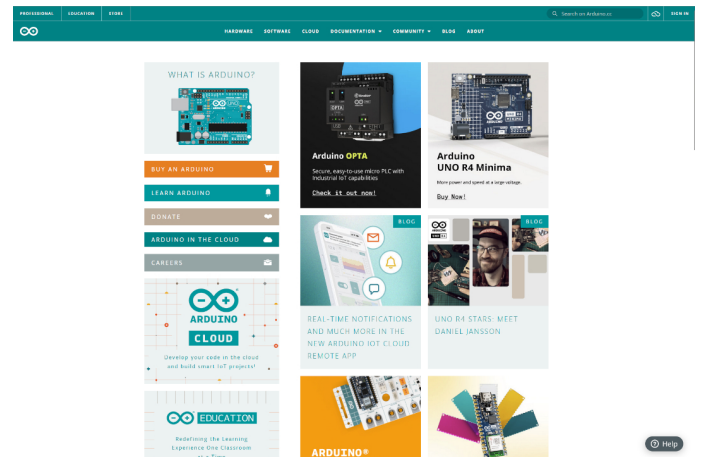 PROFESSIONAL EDUCATION STORE
Search on Arduino.cc
SIGN IN
HARDWARE SOFTWARE CLOUD DOCUMENTATION COMMUNITY BLOG ABOUT
WHAT IS ARDUINO?
BUY AN ARDUINO
LEARN ARDUINO
DONATE
ARDUINO IN THE CLOUD
CAREERS
ARDUINO
CLOUD
Develop your code in the cloud
and build smart IoT projects!
EDUCATION
Redefining the Learning
Experience One Classroom
at a Time
OPTA
Arduino OPTA
Secure, easy-to-use micro PLC with
Industrial IoT capabilities
Check it out now!
Arduino
UNO R4 Minima
More power and speed at a large voltage.
Buy Now!
BLOG
REAL-TIME NOTIFICATIONS
AND MUCH MORE IN THE
NEW ARDUINO IOT CLOUD
REMOTE APP
BLOG
UNO R4 STARS: MEET
DANIEL JANSSON
ARDUINO®
Help